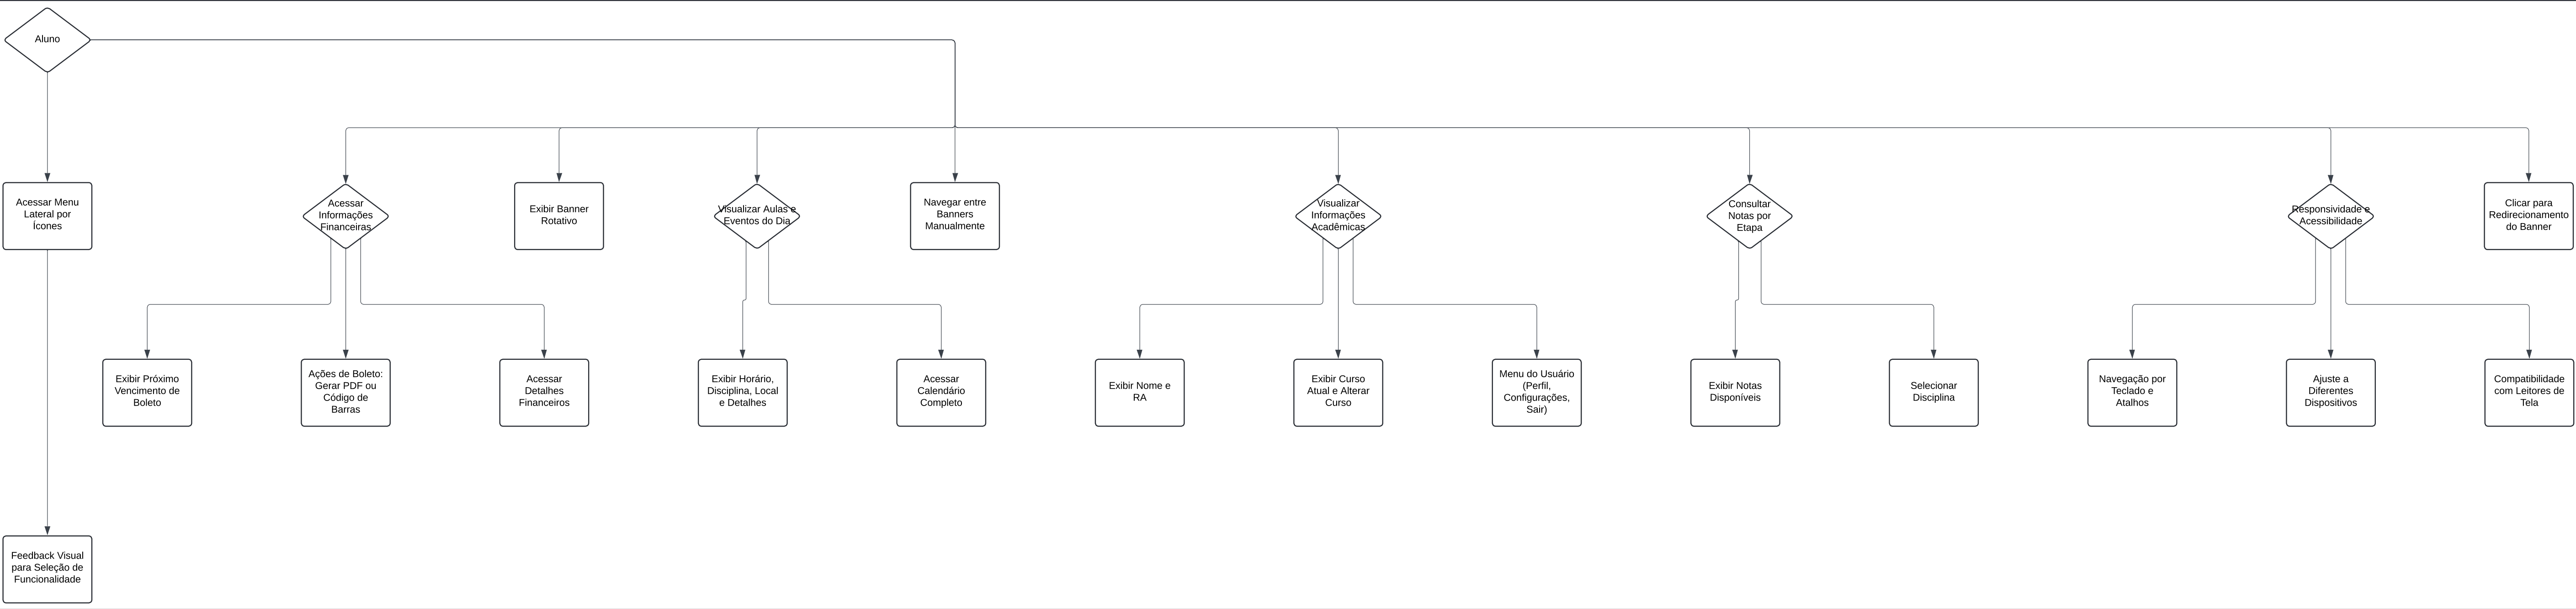 Aluno
Acessar Menu
Lateral por
Ícones
Acessar
Informações
Financeiras
Exibir Banner
Rotativo
Visualizar Aulas e
Eventos do Dia
Navegar entre
Banners
Manualmente
Visualizar
Informações
Acadêmicas
Consultar
Notas por
Etapa
Responsividade e
Acessibilidade
Clicar para
Redirecionamento
do Banner
Exibir Próximo
Vencimento de
Boleto
Ações de Boleto:
Gerar PDF ou
Código de
Barras
Acessar
Detalhes
Financeiros
Exibir Horário,
Disciplina, Local
e Detalhes
Acessar
Calendário
Completo
Exibir Nome e
RA
Exibir Curso
Atual e Alterar
Curso
Menu do Usuário
(Perfil,
Configurações,
Sair)
Exibir Notas
Disponíveis
Selecionar
Disciplina
Navegação por
Teclado e
Atalhos
Ajuste a
Diferentes
Dispositivos
Compatibilidade
com Leitores de
Tela
Feedback Visual
para Seleção de
Funcionalidade